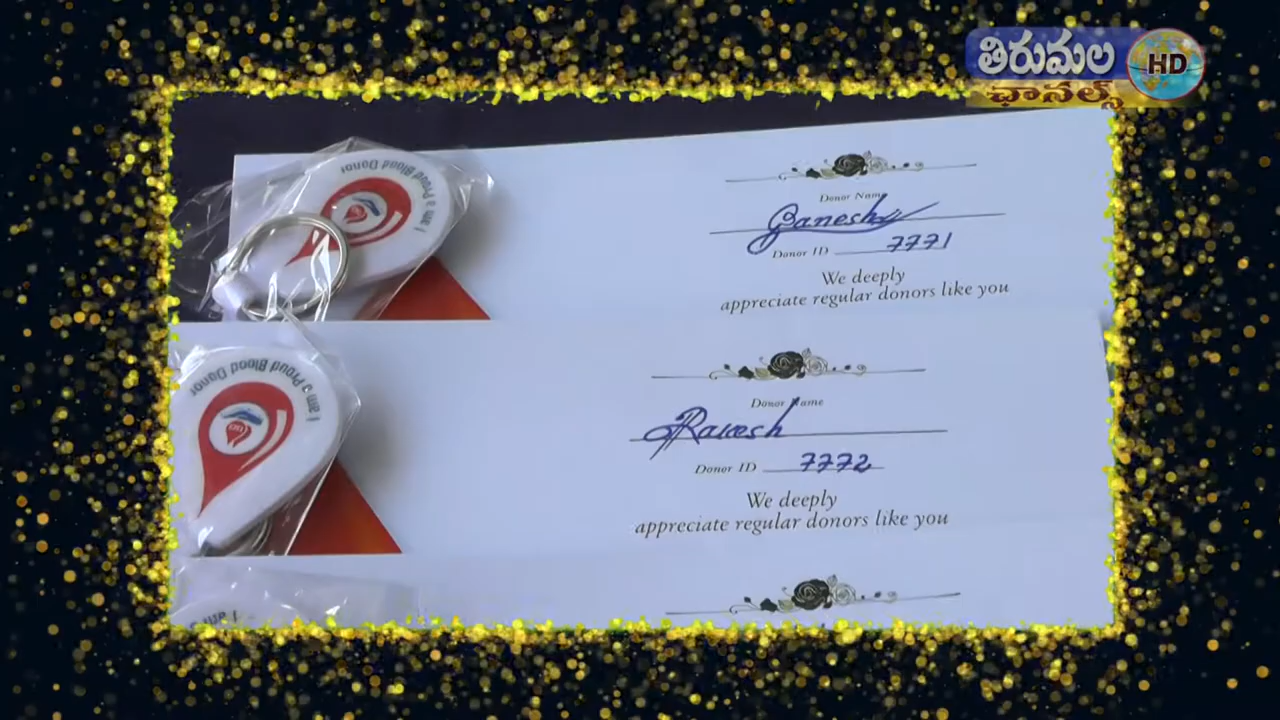 తిరుమల
HD
ఛానల్స్
I am a Proud Blood Donor
Donor Name
Ganesh
Donor ID 7771
We deeply
appreciate regular donors like you
I am a Proud Blood Donor
Donor Name
Donor ID 7772
We deeply
appreciate regular donors like you
I am a